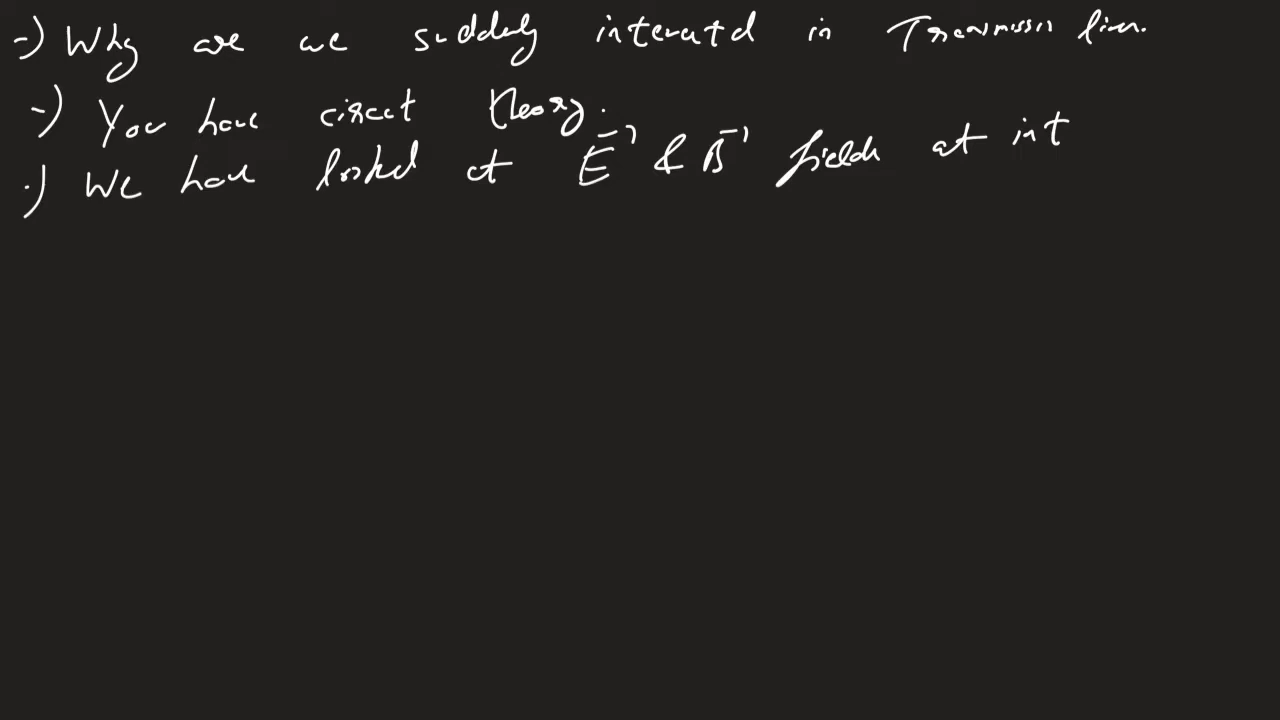 -) Why are we suddenly interested in Transmission lines.
-) You have circuit theory.
·) We have looked at E⃗ & B⃗ fields at int